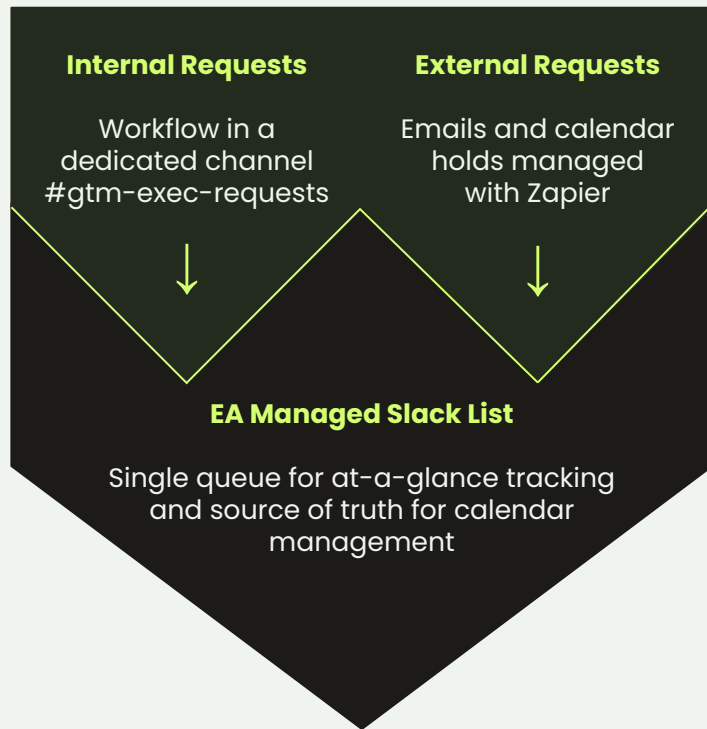 Internal Requests
Workflow in a
dedicated channel
#gtm-exec-requests
External Requests
Emails and calendar
holds managed
with Zapier
EA Managed Slack List
Single queue for at-a-glance tracking
and source of truth for calendar
management